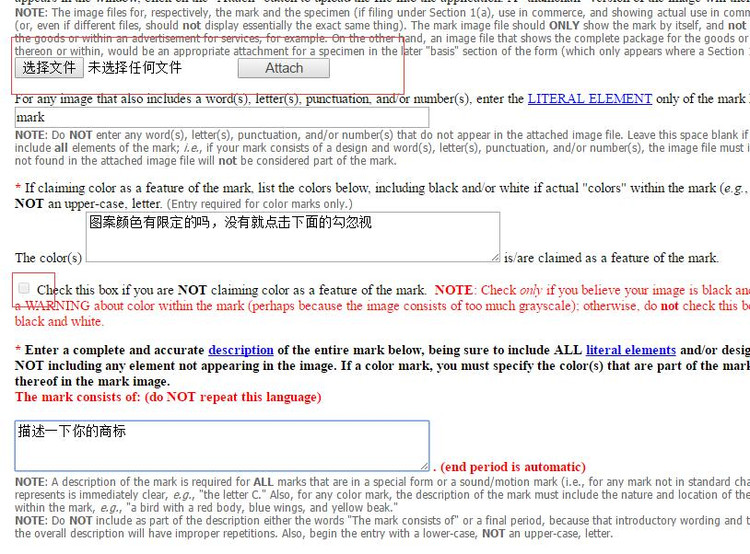 appears in the window, click on the "Attach" button to upload the file into the application. A "thumbnail" version of the image will then
NOTE: The image files for, respectively, the mark and the specimen (if filing under Section 1(a), use in commerce, and showing actual use in com
(or, even if different files, should not display essentially the exact same thing). The mark image file should ONLY show the mark by itself, and not
the goods or within an advertisement for services, for example. On the other hand, an image file that shows the complete package for the goods or
thereon or within, would be an appropriate attachment for a specimen in the later "basis" section of the form (which only appears where a Section 1
选择文件 未选择任何文件 Attach
For any image that also includes a word(s), letter(s), punctuation, and/or number(s), enter the LITERAL ELEMENT only of the mark
mark
NOTE: Do NOT enter any word(s), letter(s), punctuation, and/or number(s) that do not appear in the attached image file. Leave this space blank if
include all elements of the mark; i.e., if your mark consists of a design and word(s), letter(s), punctuation, and/or number(s), the image file must i
not found in the attached image file will not be considered part of the mark.
* If claiming color as a feature of the mark, list the colors below, including black and/or white if actual "colors" within the mark (e.g.,
NOT an upper-case, letter. (Entry required for color marks only.)
图案颜色有限定的吗，没有就点击下面的勾忽视
The color(s) is/are claimed as a feature of the mark.
Check this box if you are NOT claiming color as a feature of the mark. NOTE: Check only if you believe your image is black and
a WARNING about color within the mark (perhaps because the image consists of too much grayscale); otherwise, do not check this bo
black and white.
* Enter a complete and accurate description of the entire mark below, being sure to include ALL literal elements and/or desig
NOT including any element not appearing in the image. If a color mark, you must specify the color(s) that are part of the mark
thereof in the mark image.
The mark consists of: (do NOT repeat this language)
描述一下你的商标
. (end period is automatic)
NOTE: A description of the mark is required for ALL marks that are in a special form or a sound/motion mark (i.e., for any mark not in standard cha
represents is immediately clear, e.g., "the letter C." Also, for any color mark, the description of the mark must include the nature and location of the
within the mark, e.g., "a bird with a red body, blue wings, and yellow beak."
NOTE: Do NOT include as part of the description either the words "The mark consists of" or a final period, because that introductory wording and t
the overall description will have improper repetitions. Also, begin the entry with a lower-case, NOT an upper-case, letter.